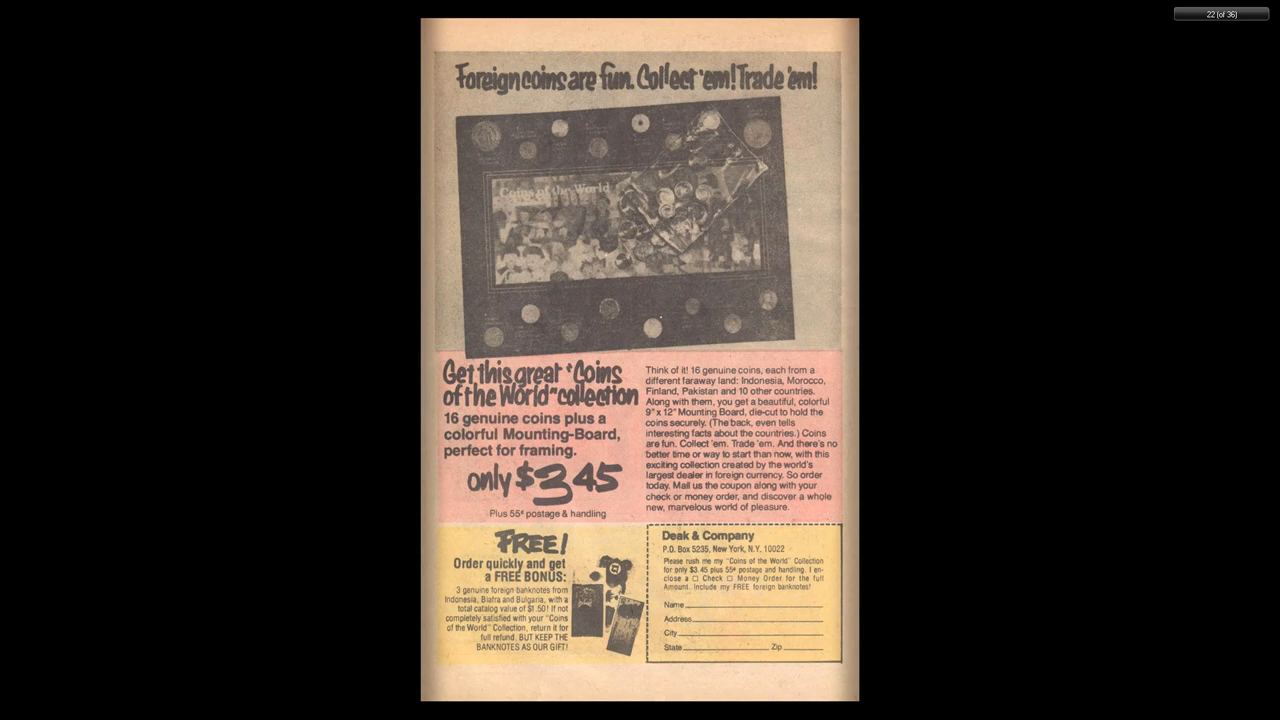 22 (of 36)
Foreign coins are fun. Collect 'em! Trade 'em!
Coins of the World
Get this great "Coins
of the World" collection
16 genuine coins plus a
colorful Mounting-Board,
perfect for framing.
only $3.45
Plus 55¢ postage & handling
Think of it! 16 genuine coins, each from a
different faraway land: Indonesia, Morocco,
Finland, Pakistan and 10 other countries.
Along with them, you get a beautiful, colorful
9" x 12" Mounting Board, die-cut to hold the
coins securely. (The back, even tells
interesting facts about the countries.) Coins
are fun. Collect 'em. Trade 'em. And there's no
better time or way to start than now, with this
exciting collection created by the world's
largest dealer in foreign currency. So order
today. Mail us the coupon along with your
check or money order, and discover a whole
new, marvelous world of pleasure.
FREE!
Order quickly and get
a FREE BONUS:
3 genuine foreign banknotes from
Indonesia, Biafra and Bulgaria, with a
total catalog value of $1.50! If not
completely satisfied with your "Coins
of the World" Collection, return it for
full refund. BUT KEEP THE
BANKNOTES AS OUR GIFT!
Deak & Company
P.O. Box 5235, New York, N.Y. 10022
Please rush me my "Coins of the World" Collection
for only $3.45 plus 55¢ postage and handling. I en-
close a □ Check □ Money Order for the full
Amount. Include my FREE foreign banknotes!
Name
Address
City
State Zip